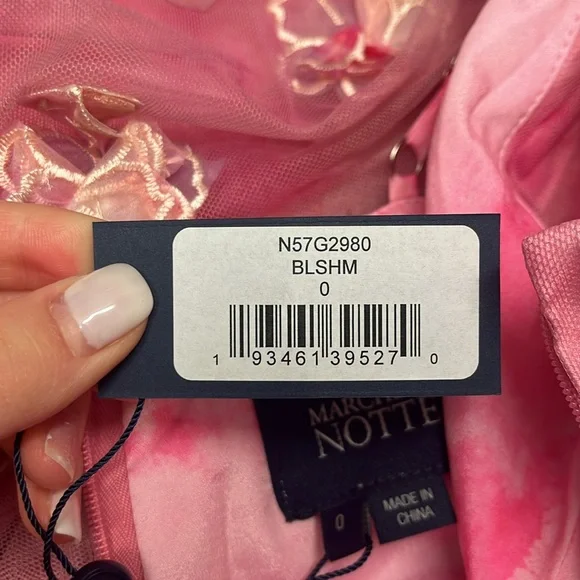 N57G2980
BLSHM
0
1 93461 39527 0
NOTTE
0
MADE IN
CHINA